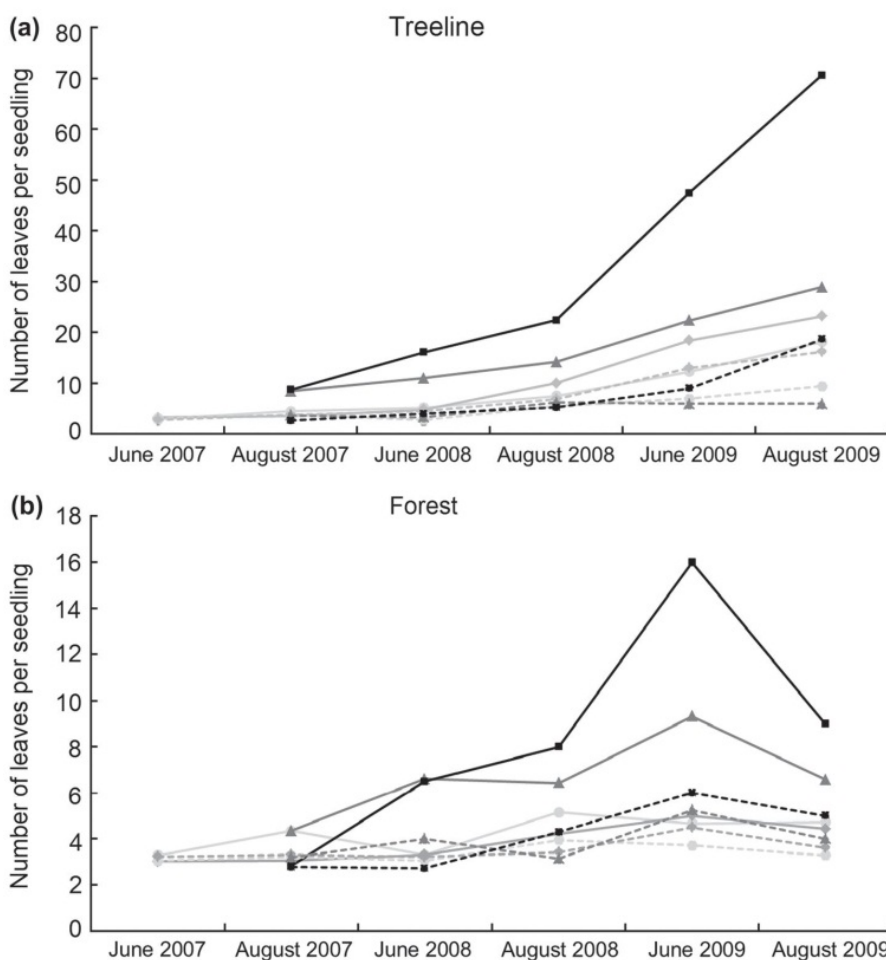 (a)
Treeline
Number of leaves per seedling
80
70
60
50
40
30
20
10
0
June 2007 August 2007 June 2008 August 2008 June 2009 August 2009
(b)
Forest
Number of leaves per seedling
18
16
14
12
10
8
6
4
2
0
June 2007 August 2007 June 2008 August 2008 June 2009 August 2009